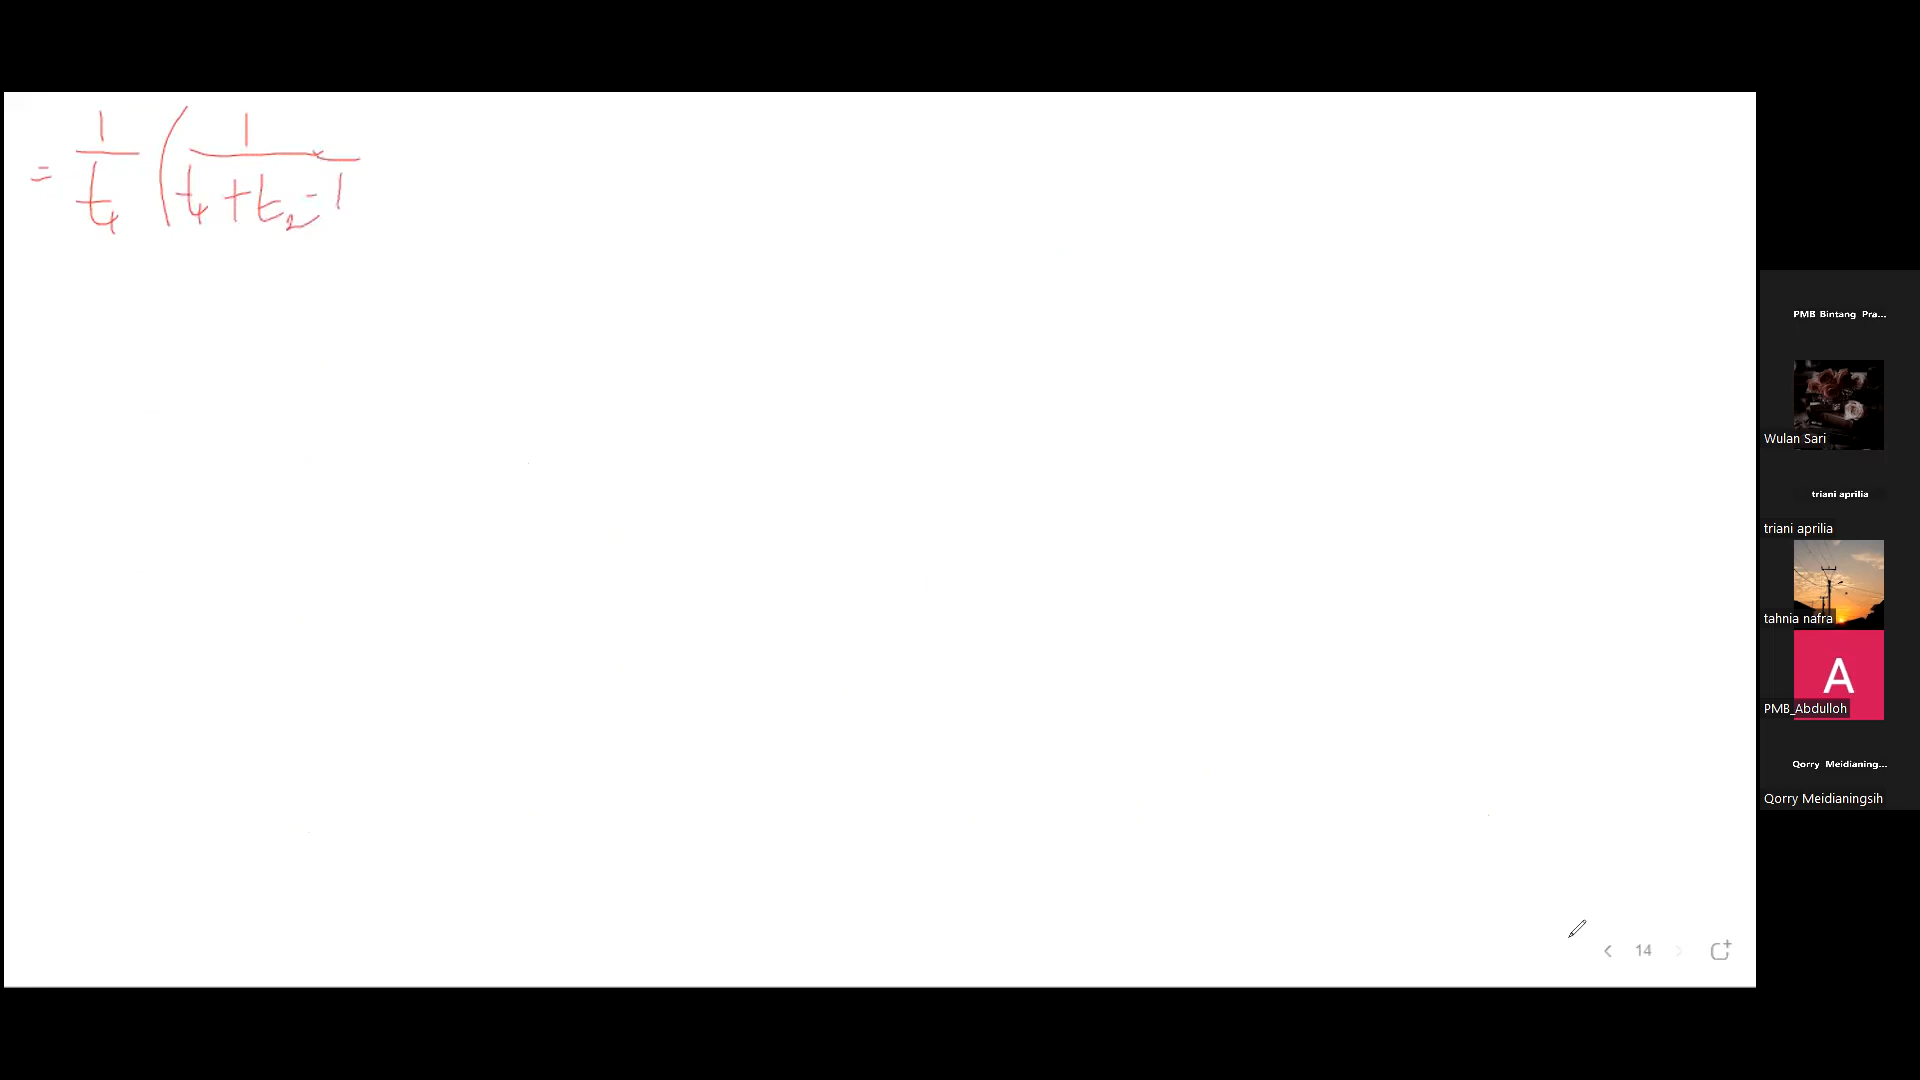 = 1/t₄ ( 1/(t₄ + t₂ - 1
PMB Bintang Pra...
Wulan Sari
triani aprilia
triani aprilia
tahnia nafra
A
PMB_Abdulloh
Qorry Meidianing...
Qorry Meidianingsih
< 14 >